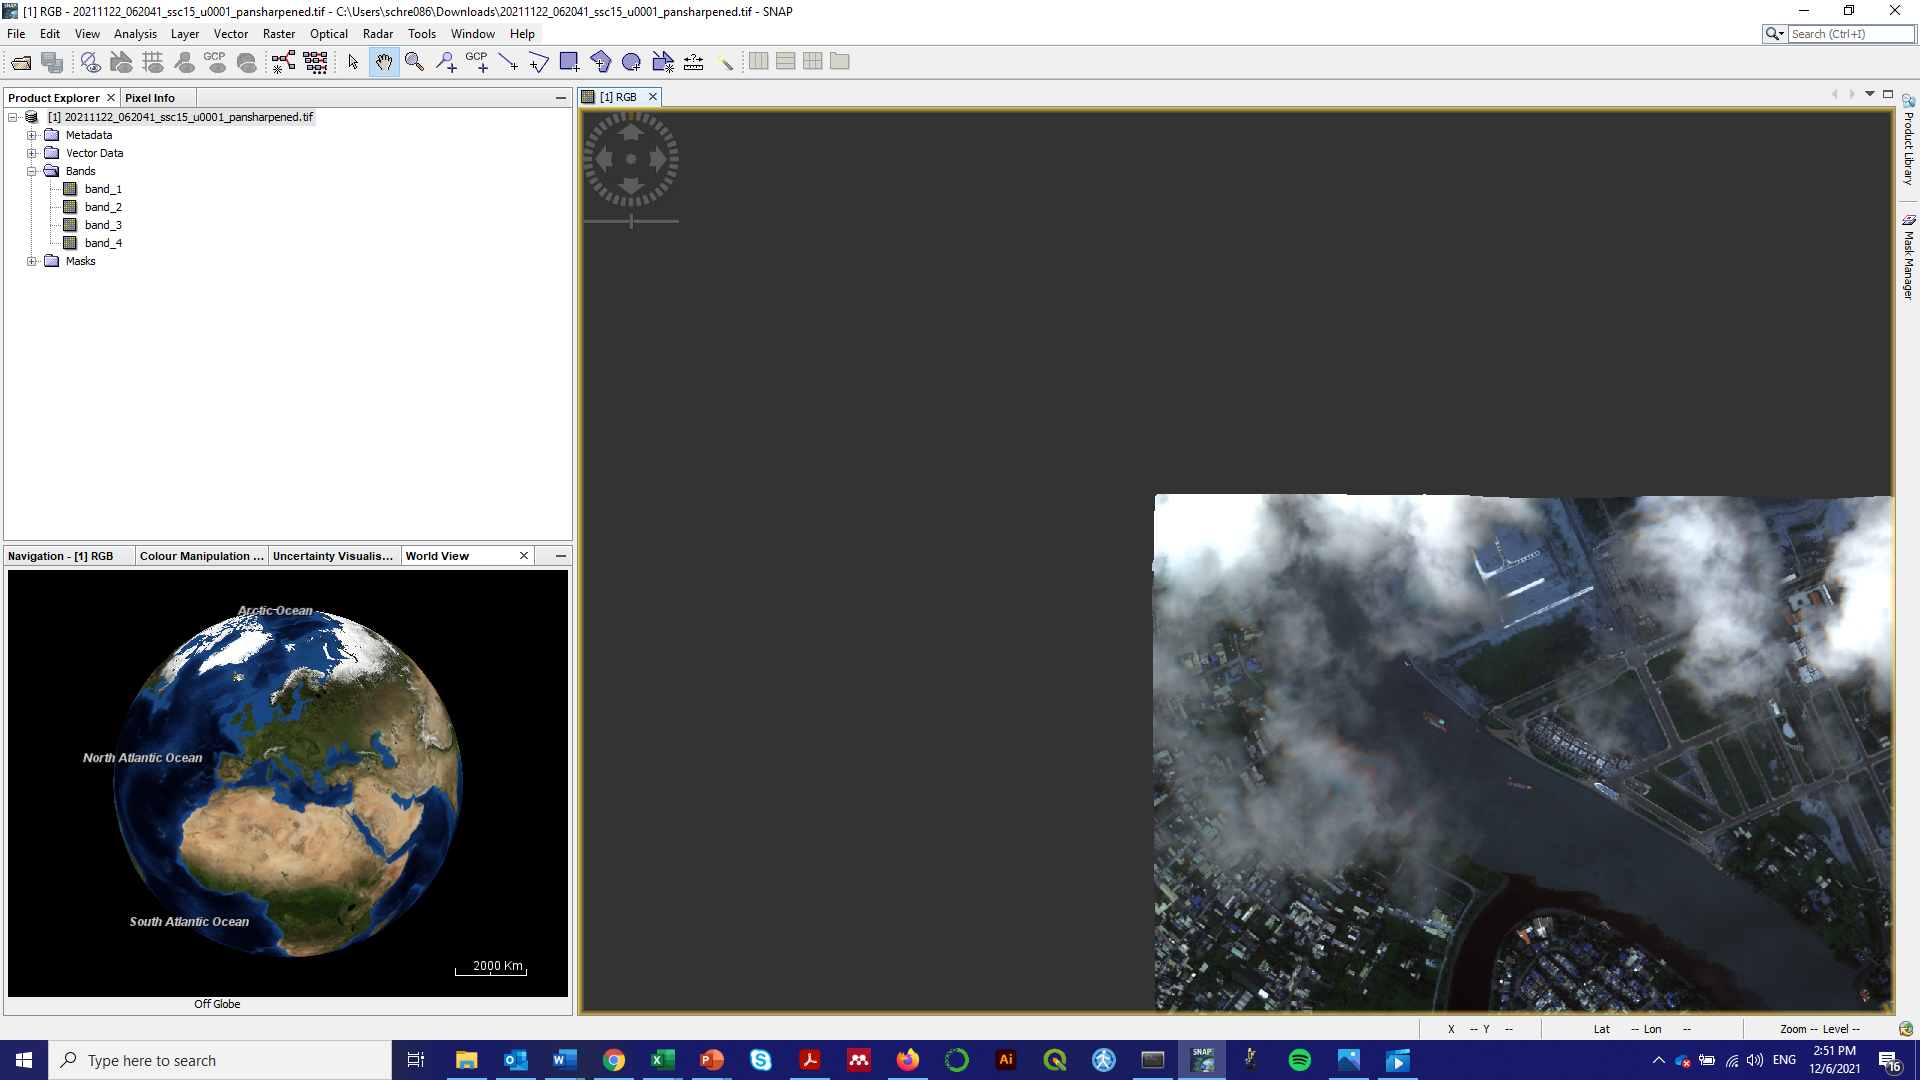 [1] RGB - 20211122_062041_ssc15_u0001_pansharpened.tif - C:\Users\schre086\Downloads\20211122_062041_ssc15_u0001_pansharpened.tif - SNAP
File Edit View Analysis Layer Vector Raster Optical Radar Tools Window Help
Search (Ctrl+I)
GCP GCP
Product Explorer Pixel Info
[1] RGB
[1] 20211122_062041_ssc15_u0001_pansharpened.tif
Metadata
Vector Data
Bands
band_1
band_2
band_3
band_4
Masks
Product Library
Mask Manager
Navigation - [1] RGB Colour Manipulation ... Uncertainty Visualis... World View
Arctic Ocean
North Atlantic Ocean
South Atlantic Ocean
2000 Km
Off Globe
X -- Y -- Lat -- Lon -- Zoom -- Level --
Type here to search
Ai
SNAP
ENG
2:51 PM
12/6/2021
16